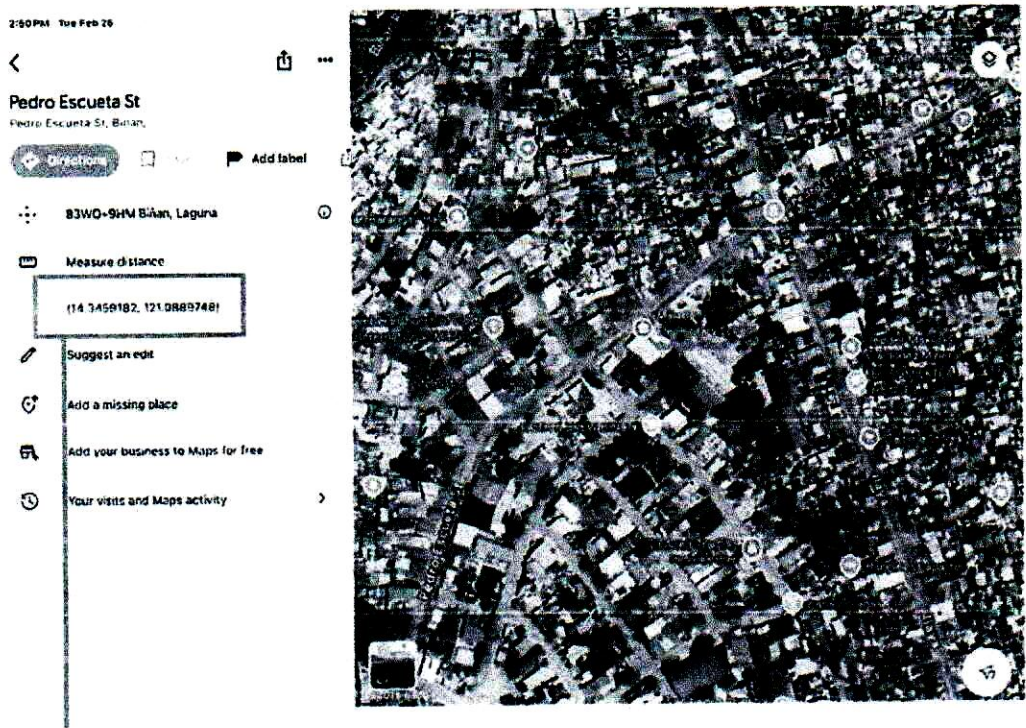 2:50PM Tue Feb 25
Pedro Escueta St
Pedro Escueta St, Biñan,
Directions
Add label
83WQ+9HM Biñan, Laguna
Measure distance
(14.3459182, 121.0889748)
Suggest an edit
Add a missing place
Add your business to Maps for free
Your visits and Maps activity